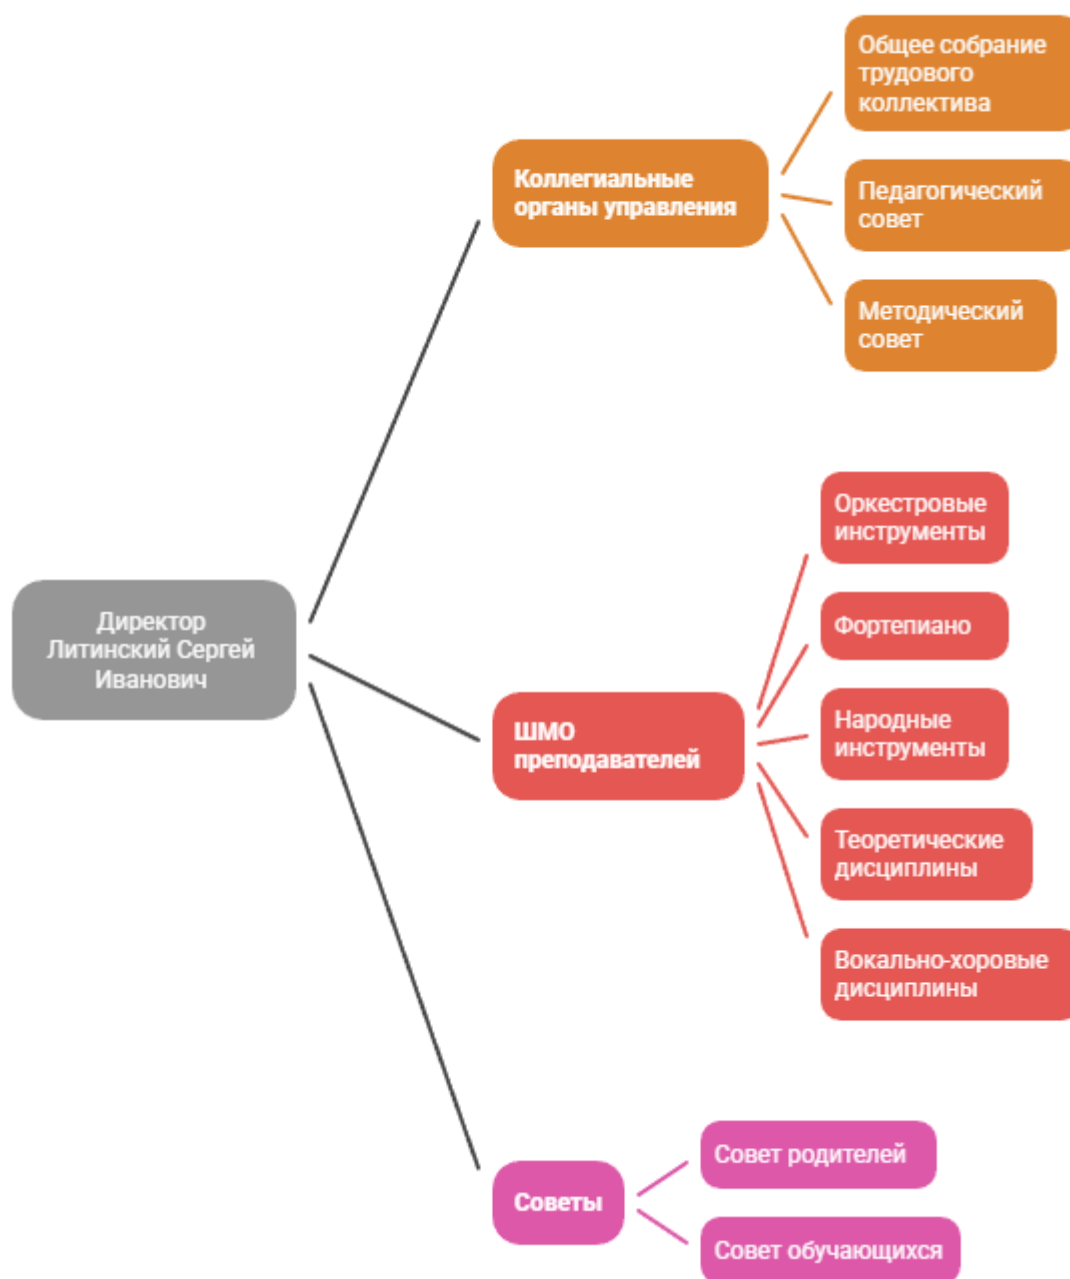 Общее собрание
трудового
коллектива
Коллегиальные
органы управления
Педагогический
совет
Методический
совет
Директор
Литинский Сергей
Иванович
ШМО
преподавателей
Оркестровые
инструменты
Фортепиано
Народные
инструменты
Теоретические
дисциплины
Вокально-хоровые
дисциплины
Советы
Совет родителей
Совет обучающихся